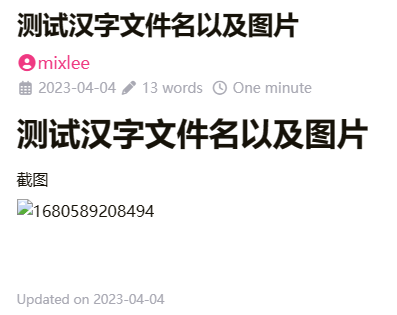 测试汉字文件名以及图片
mixlee
2023-04-04 13 words One minute
测试汉字文件名以及图片
截图
1680589208494
Updated on 2023-04-04